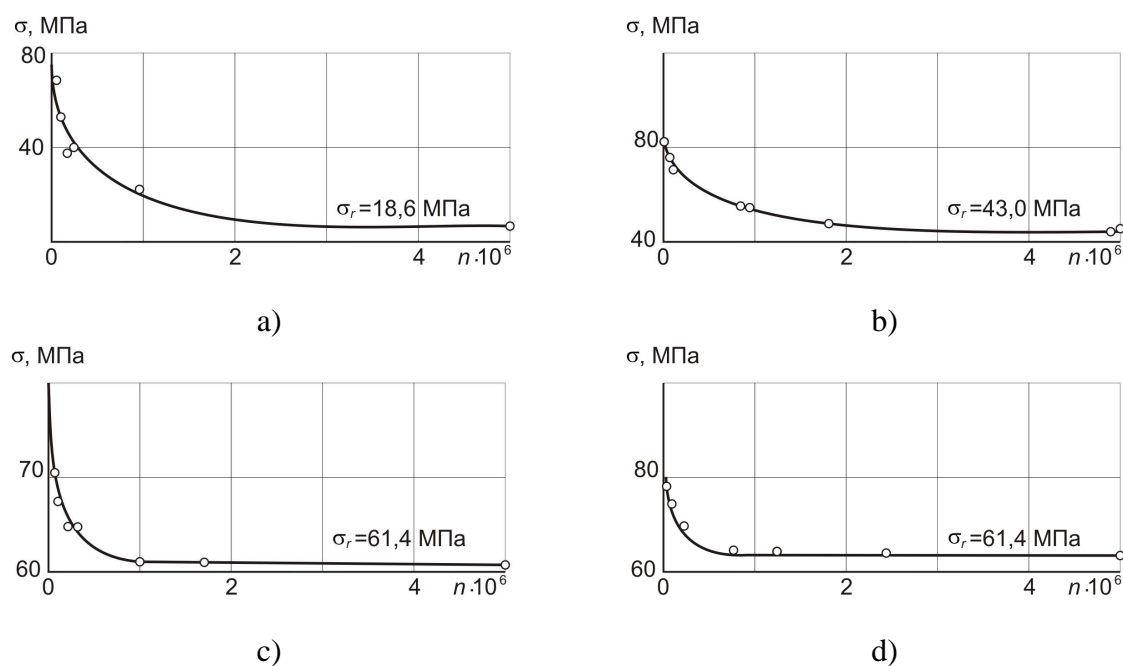 σ, МПа
80
40
σr=18,6 МПа
0 2 4 n·10⁶
a)
σ, МПа
80
40
σr=43,0 МПа
0 2 4 n·10⁶
b)
σ, МПа
70
60
σr=61,4 МПа
0 2 4 n·10⁶
c)
σ, МПа
80
60
σr=61,4 МПа
0 2 4 n·10⁶
d)